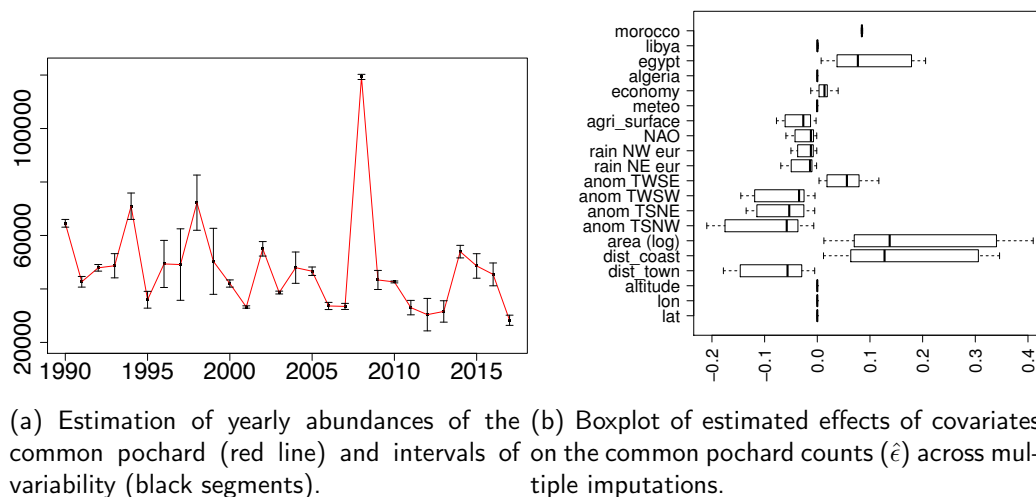 20000
60000
100000
1990
1995
2000
2005
2010
2015
morocco
libya
egypt
algeria
economy
meteo
agri_surface
NAO
rain NW eur
rain NE eur
anom TWSE
anom TWSW
anom TSNE
anom TSNW
area (log)
dist_coast
dist_town
altitude
lon
lat
−0.2
−0.1
0.0
0.1
0.2
0.3
0.4
(a) Estimation of yearly abundances of the
common pochard (red line) and intervals of
variability (black segments).
(b) Boxplot of estimated effects of covariates
on the common pochard counts (ϵ̂) across mul-
tiple imputations.